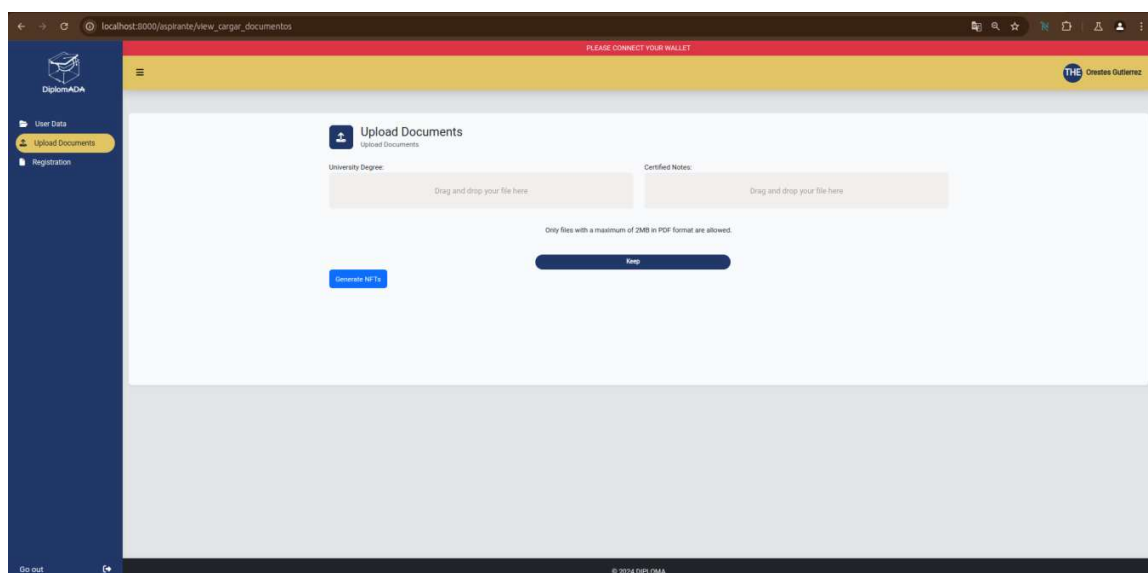 localhost:8000/aspirante/view_cargar_documentos
PLEASE CONNECT YOUR WALLET
DiplomADA
THE Orestes Gutierrez
User Data
Upload Documents
Registration
Upload Documents
Upload Documents
University Degree:
Certified Notes:
Drag and drop your file here
Drag and drop your file here
Only files with a maximum of 2MB in PDF format are allowed.
Keep
Generate NFTs
Go out
© 2024 DIPLOMA